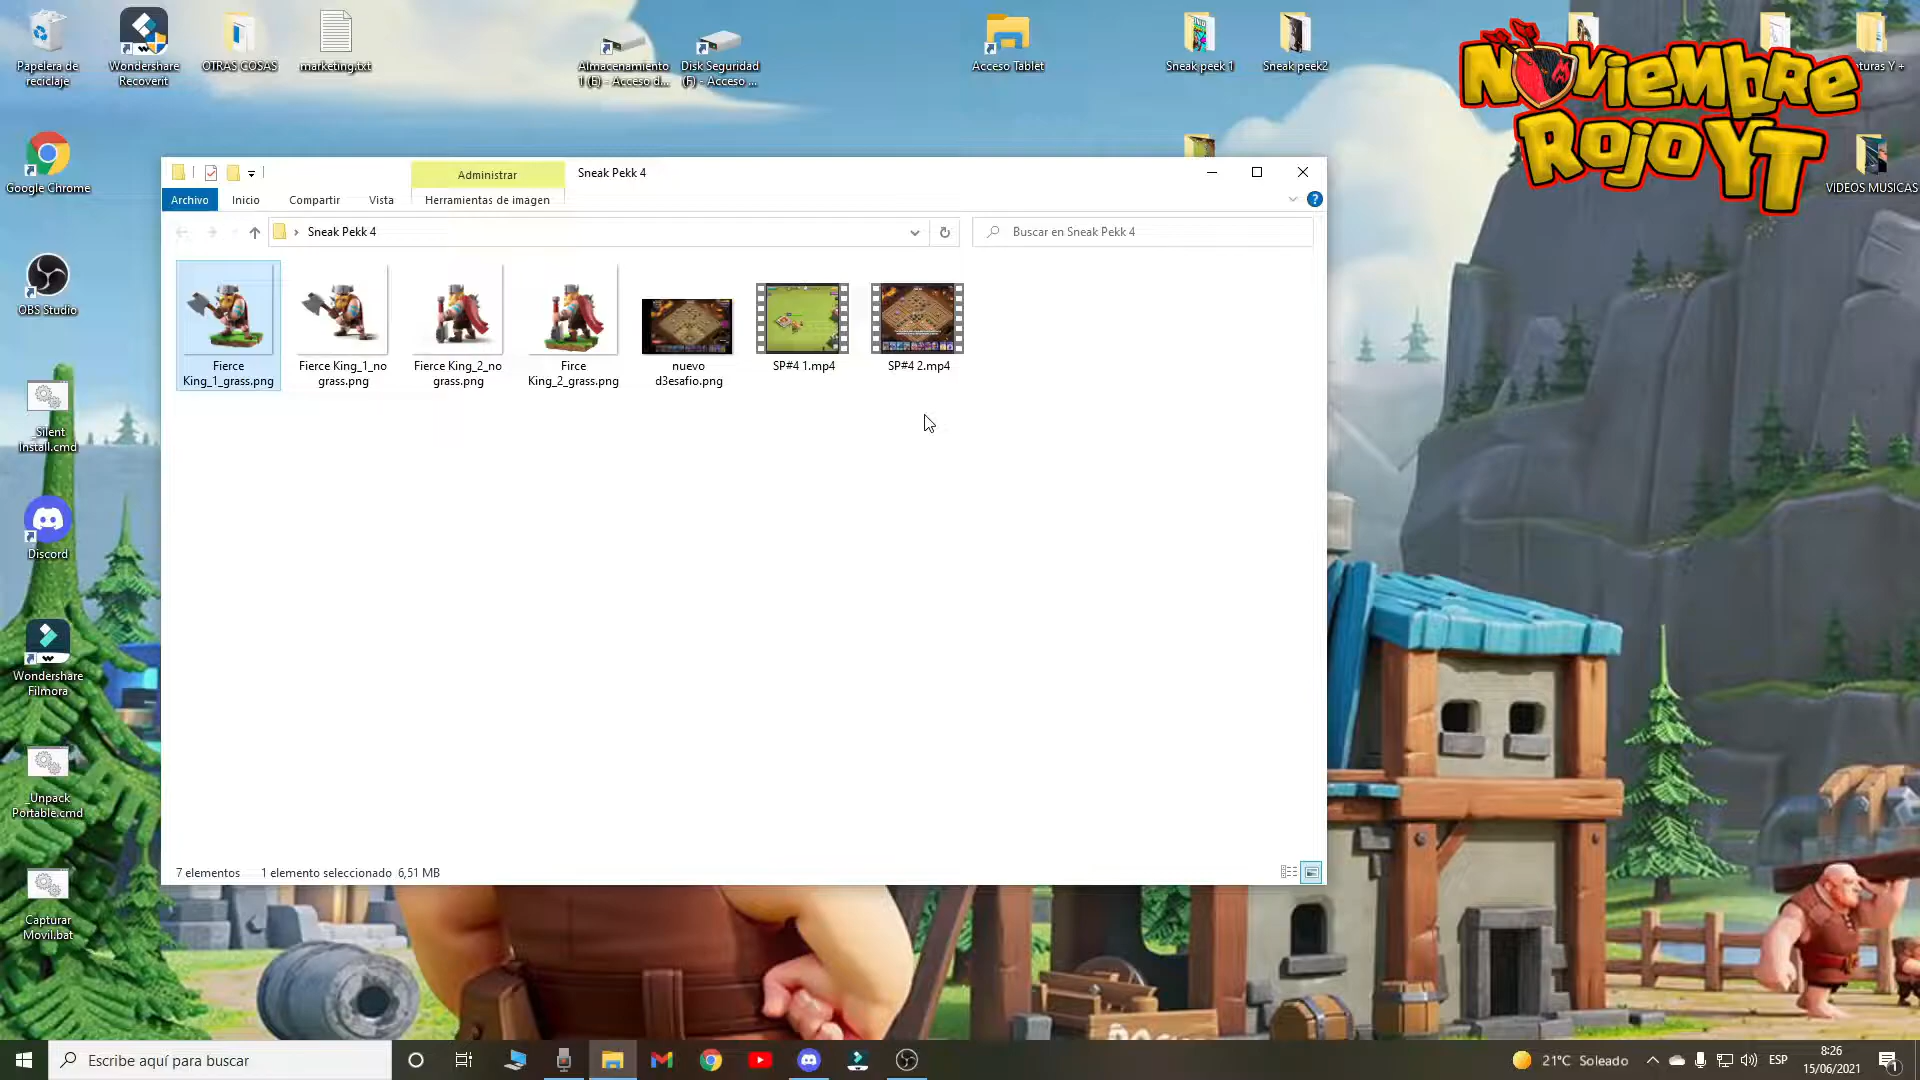 Papelera de
reciclaje
Wondershare
Recoverit
OTRAS COSAS
marketing.txt
Almacenamiento
1 (E) - Acceso d...
Disk Seguridad
(F) - Acceso ...
Acceso Tablet
Sneak peek 1
Sneak peek2
turas Y +
NOVIEMBRE
ROJO YT
Google Chrome
VIDEOS MUSICAS
Administrar
Sneak Pekk 4
Archivo
Inicio
Compartir
Vista
Herramientas de imagen
Sneak Pekk 4
Buscar en Sneak Pekk 4
OBS Studio
Fierce
King_1_grass.png
Fierce King_1_no
grass.png
Fierce King_2_no
grass.png
Firce
King_2_grass.png
nuevo
d3esafio.png
SP#4 1.mp4
SP#4 2.mp4
_Silent
Install.cmd
Discord
Wondershare
Filmora
_Unpack
Portable.cmd
Capturar
Movil.bat
7 elementos
1 elemento seleccionado 6,51 MB
Escribe aquí para buscar
21°C Soleado
ESP
8:26
15/06/2021
1